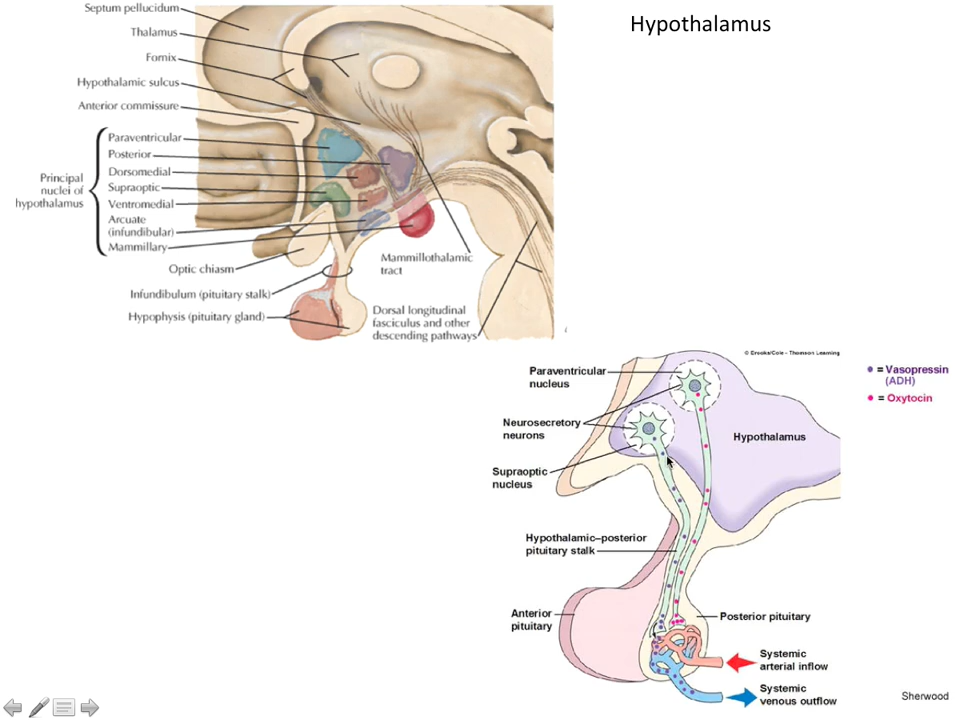 Hypothalamus
Septum pellucidum
Thalamus
Fornix
Hypothalamic sulcus
Anterior commissure
Principal
nuclei of
hypothalamus
Paraventricular
Posterior
Dorsomedial
Supraoptic
Ventromedial
Arcuate
(infundibular)
Mammillary
Optic chiasm
Infundibulum (pituitary stalk)
Hypophysis (pituitary gland)
Mammillothalamic
tract
Dorsal longitudinal
fasciculus and other
descending pathways
© Brooks/Cole – Thomson Learning
Paraventricular
nucleus
Neurosecretory
neurons
Supraoptic
nucleus
Hypothalamus
= Vasopressin
(ADH)
= Oxytocin
Hypothalamic–posterior
pituitary stalk
Anterior
pituitary
Posterior pituitary
Systemic
arterial inflow
Systemic
venous outflow
Sherwood